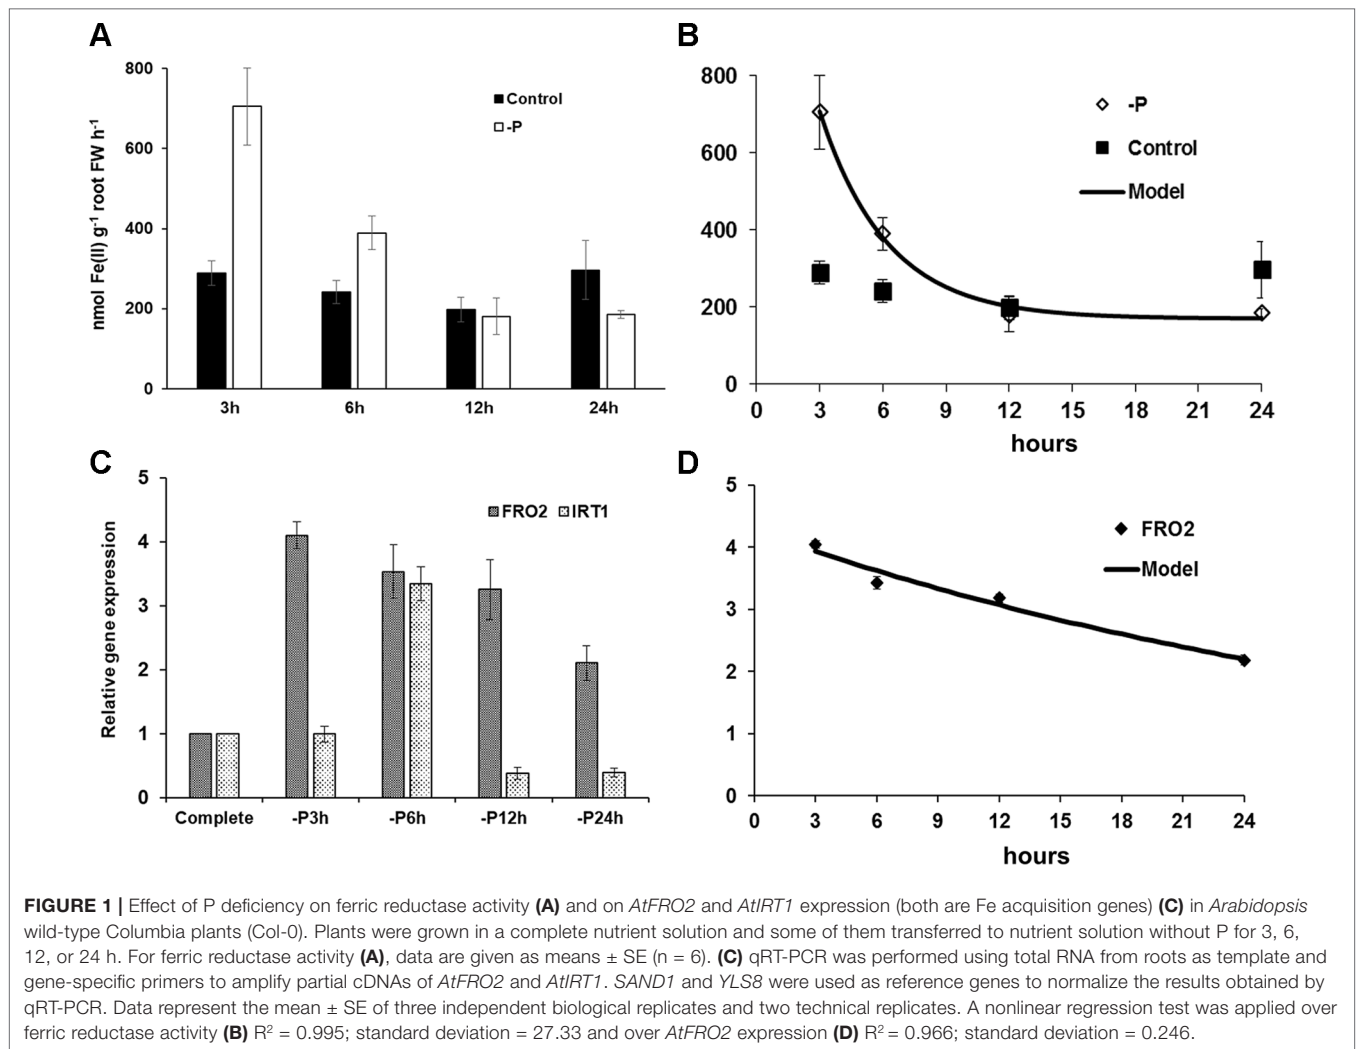 A
800
600
400
200
0
nmol Fe(II) g⁻¹ root FW h⁻¹
Control
-P
3h 6h 12h 24h
B
800
600
400
200
0
-P
Control
Model
0 3 6 9 12 15 18 21 24
hours
C
5
4
3
2
1
0
Relative gene expression
FRO2 IRT1
Complete -P3h -P6h -P12h -P24h
D
5
4
3
2
1
0
FRO2
Model
0 3 6 9 12 15 18 21 24
hours
FIGURE 1 | Effect of P deficiency on ferric reductase activity (A) and on AtFRO2 and AtIRT1 expression (both are Fe acquisition genes) (C) in Arabidopsis
wild-type Columbia plants (Col-0). Plants were grown in a complete nutrient solution and some of them transferred to nutrient solution without P for 3, 6,
12, or 24 h. For ferric reductase activity (A), data are given as means ± SE (n = 6). (C) qRT-PCR was performed using total RNA from roots as template and
gene-specific primers to amplify partial cDNAs of AtFRO2 and AtIRT1. SAND1 and YLS8 were used as reference genes to normalize the results obtained by
qRT-PCR. Data represent the mean ± SE of three independent biological replicates and two technical replicates. A nonlinear regression test was applied over
ferric reductase activity (B) R² = 0.995; standard deviation = 27.33 and over AtFRO2 expression (D) R² = 0.966; standard deviation = 0.246.